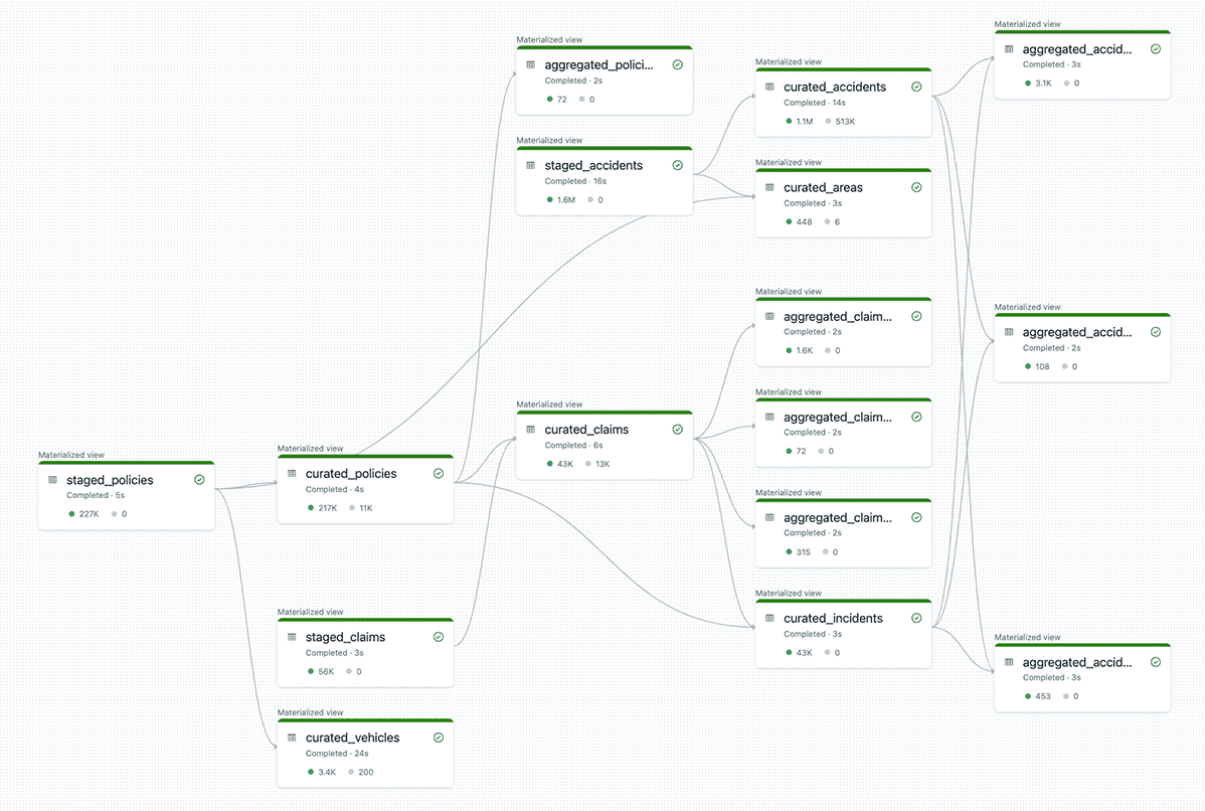 Materialized view
staged_policies
Completed · 5s
227K 0
Materialized view
curated_policies
Completed · 4s
217K 11K
Materialized view
staged_claims
Completed · 3s
56K 0
Materialized view
curated_vehicles
Completed · 24s
3.4K 200
Materialized view
aggregated_polici...
Completed · 2s
72 0
Materialized view
staged_accidents
Completed · 16s
1.6M 0
Materialized view
curated_claims
Completed · 6s
43K 13K
Materialized view
curated_accidents
Completed · 14s
1.1M 513K
Materialized view
curated_areas
Completed · 3s
448 6
Materialized view
aggregated_claim...
Completed · 2s
1.6K 0
Materialized view
aggregated_claim...
Completed · 2s
72 0
Materialized view
aggregated_claim...
Completed · 2s
315 0
Materialized view
curated_incidents
Completed · 3s
43K 0
Materialized view
aggregated_accid...
Completed · 3s
3.1K 0
Materialized view
aggregated_accid...
Completed · 2s
108 0
Materialized view
aggregated_accid...
Completed · 3s
453 0